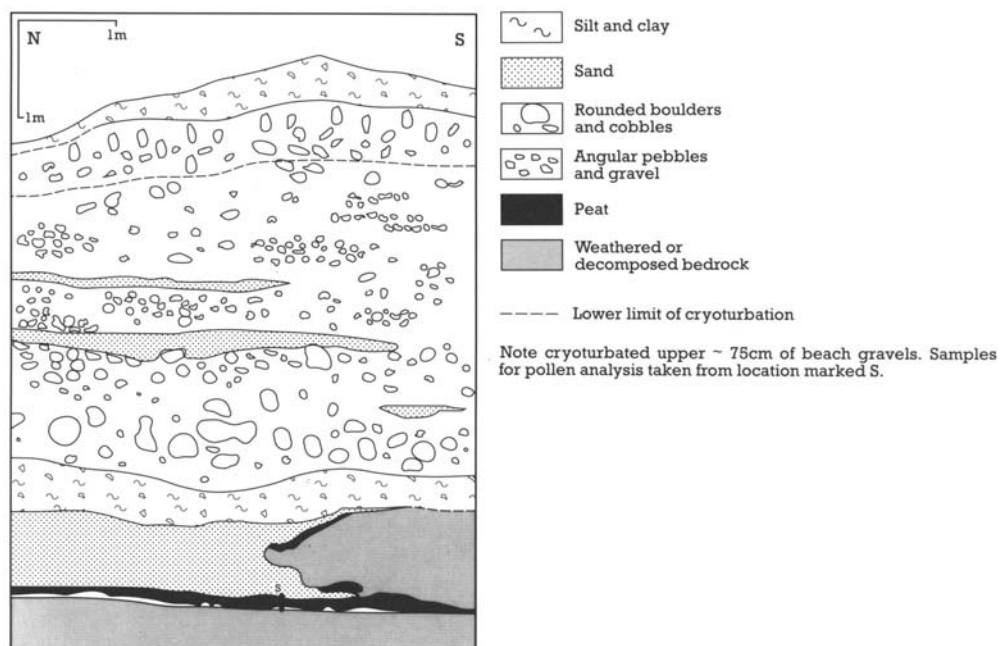 N
1m
S
1m
S
Silt and clay
Sand
Rounded boulders
and cobbles
Angular pebbles
and gravel
Peat
Weathered or
decomposed bedrock
Lower limit of cryoturbation
Note cryoturbated upper ~ 75cm of beach gravels. Samples
for pollen analysis taken from location marked S.